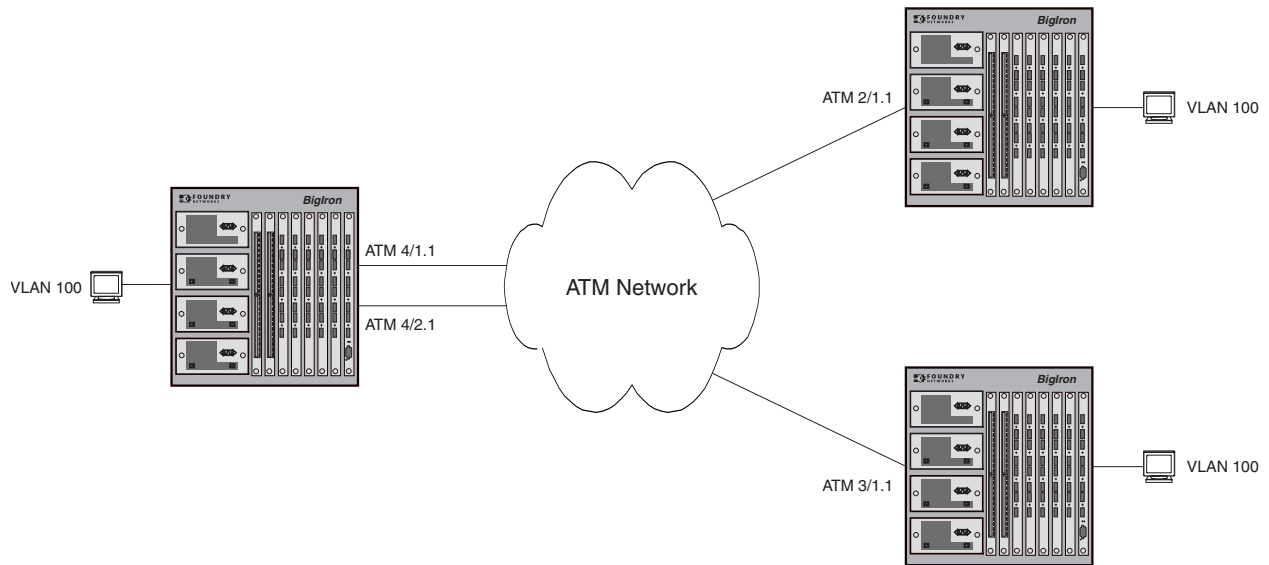 FOUNDRY
NETWORKS
BigIron
ATM 2/1.1
VLAN 100
FOUNDRY
NETWORKS
BigIron
ATM 4/1.1
ATM Network
VLAN 100
ATM 4/2.1
FOUNDRY
NETWORKS
BigIron
VLAN 100
ATM 3/1.1